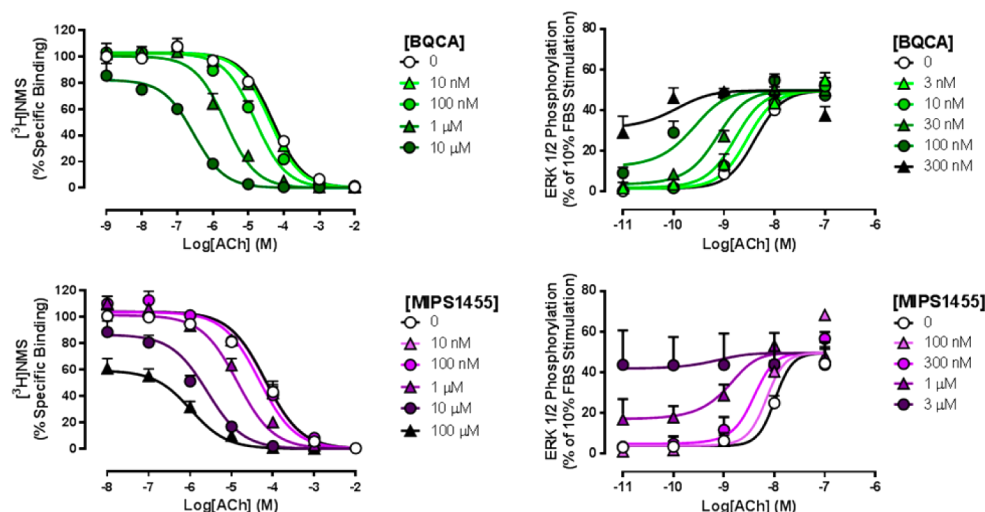 [³H]NMS
(% Specific Binding)
120
100
80
60
40
20
0
-9
-8
-7
-6
-5
-4
-3
-2
Log[ACh] (M)
[BQCA]
0
10 nM
100 nM
1 µM
10 µM
ERK 1/2 Phosphorylation
(% of 10% FBS Stimulation)
80
60
40
20
0
-11
-10
-9
-8
-7
-6
Log[ACh] (M)
[BQCA]
0
3 nM
10 nM
30 nM
100 nM
300 nM
[³H]NMS
(% Specific Binding)
120
100
80
60
40
20
0
-8
-7
-6
-5
-4
-3
-2
Log[ACh] (M)
[MIPS1455]
0
10 nM
100 nM
1 µM
10 µM
100 µM
ERK 1/2 Phosphorylation
(% of 10% FBS Stimulation)
80
60
40
20
0
-11
-10
-9
-8
-7
-6
Log[ACh] (M)
[MIPS1455]
0
100 nM
300 nM
1 µM
3 µM